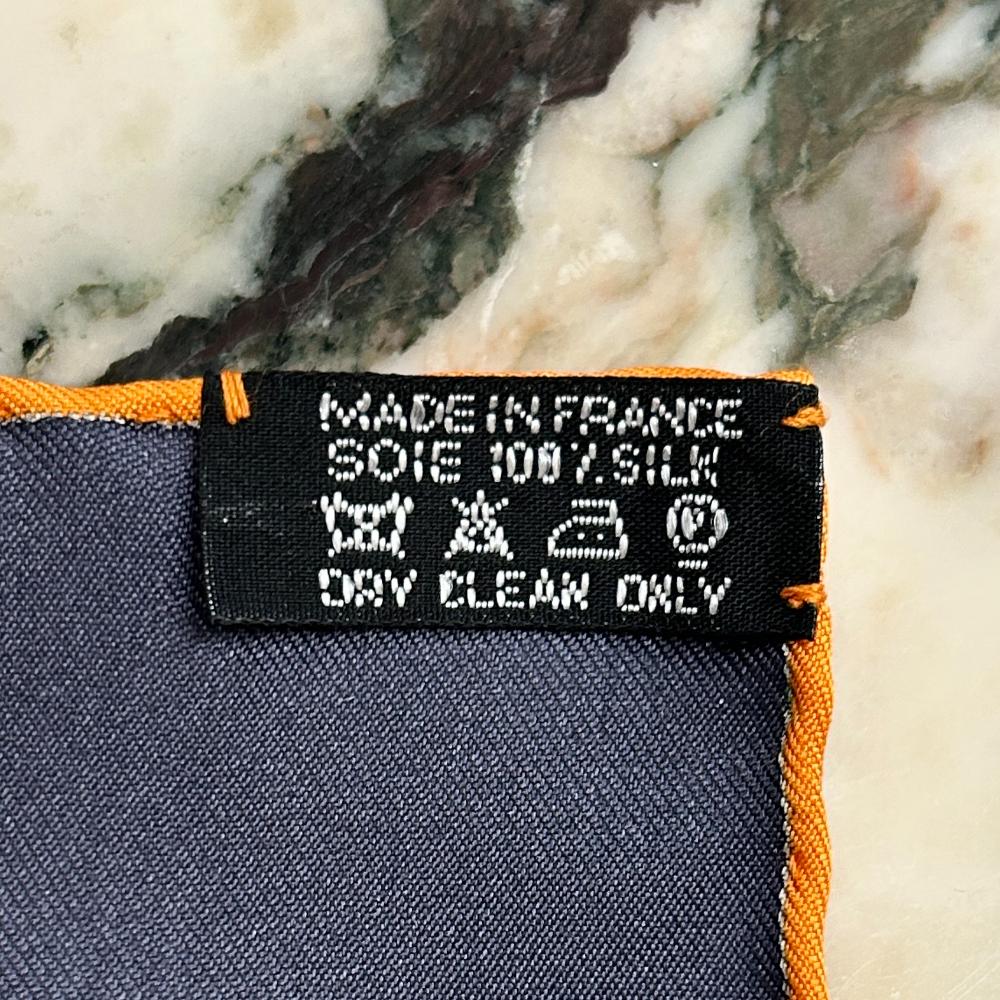 MADE IN FRANCE
SOIE 100% SILK
P
DRY CLEAN ONLY